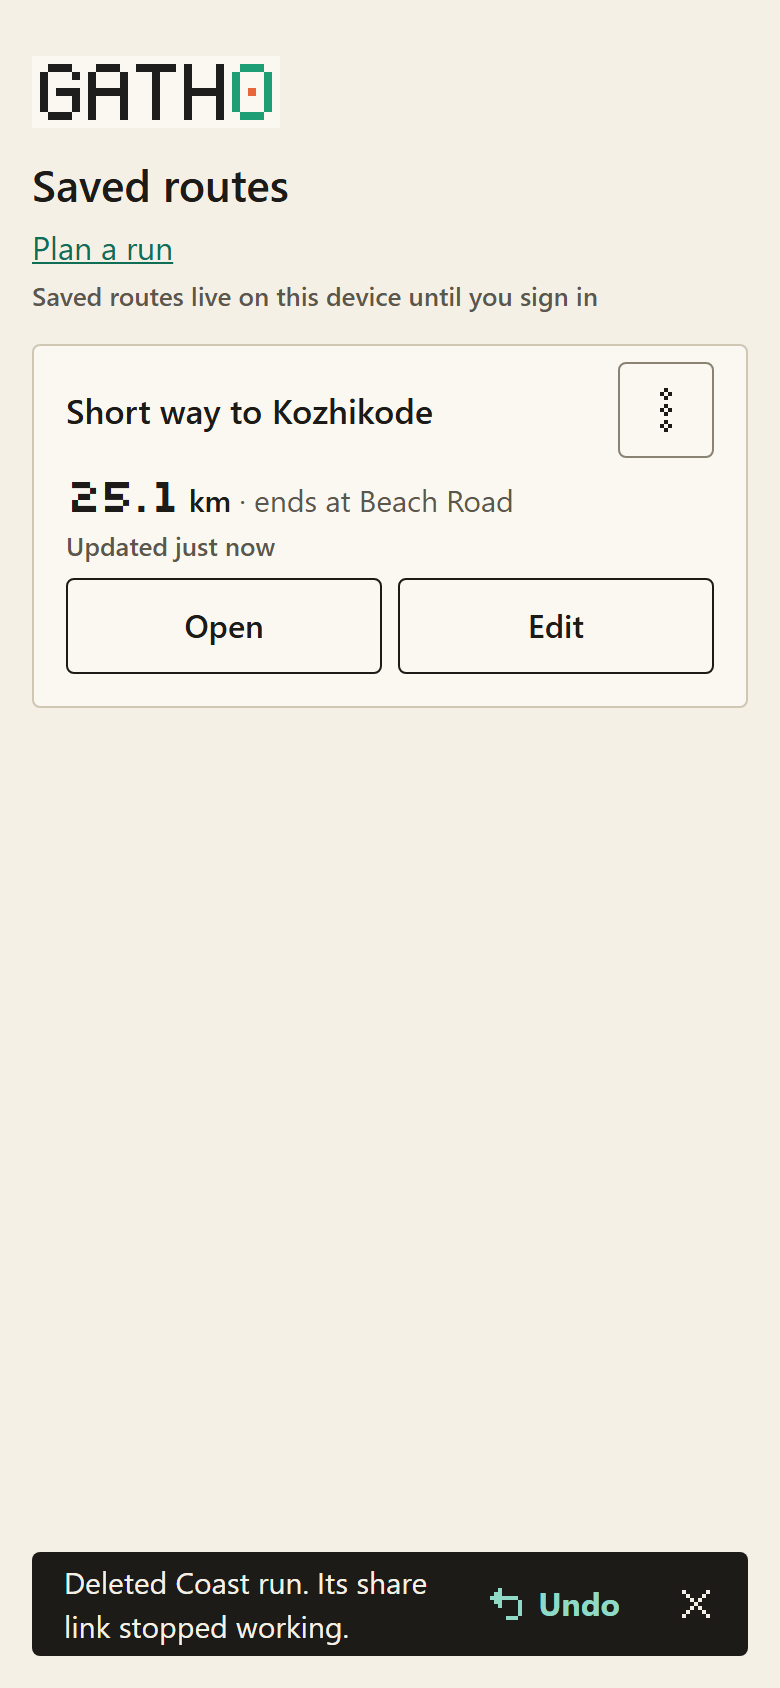 GATHO
Saved routes
Plan a run
Saved routes live on this device until you sign in
Short way to Kozhikode
25.1 km · ends at Beach Road
Updated just now
Open
Edit
Deleted Coast run. Its share
link stopped working.
Undo